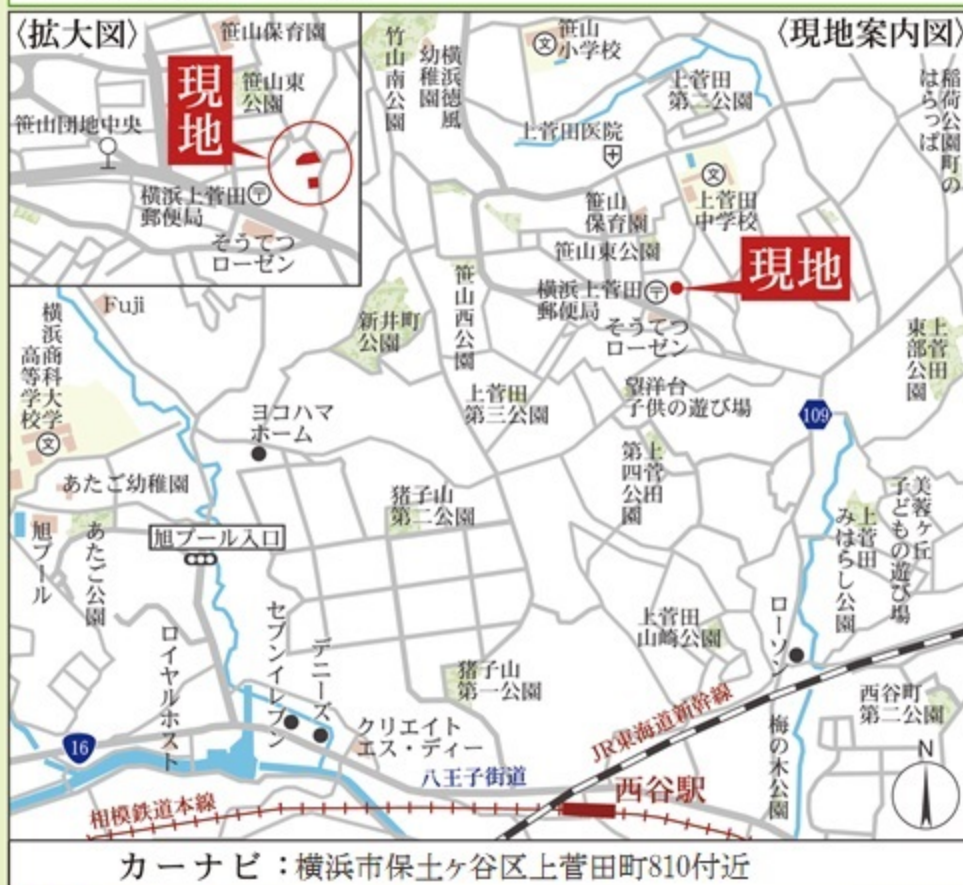 〈拡大図〉
笹山保育園
笹山東
公園
現地
笹山団地中央
横浜上菅田
郵便局
そうてつ
ローゼン
〈現地案内図〉
竹山南公園
横浜徳風
幼稚園
笹山
小学校
文
上菅田
第二公園
稲荷公園町の
はらっぱ
上菅田医院
文
上菅田
中学校
笹山
保育園
笹山東公園
現地
横浜上菅田
郵便局
そうてつ
ローゼン
笹山西公園
新井町
公園
Fuji
横浜商科大学
高等学校
文
上菅田
東部公園
上菅田
第三公園
望洋台
子供の遊び場
109
ヨコハマ
ホーム
上菅田
第四公園
あたご幼稚園
猪子山
第二公園
美蓉ヶ丘
子どもの遊び場
上菅田
みはらし公園
旭プール
あたご公園
旭プール入口
上菅田
山崎公園
ローソン
ロイヤルホスト
セブンイレブン
デニーズ
猪子山
第一公園
クリエイト
エス・ディー
JR東海道新幹線
梅の木公園
西谷町
第二公園
N
16
八王子街道
相模鉄道本線
西谷駅
カーナビ：横浜市保土ヶ谷区上菅田町810付近